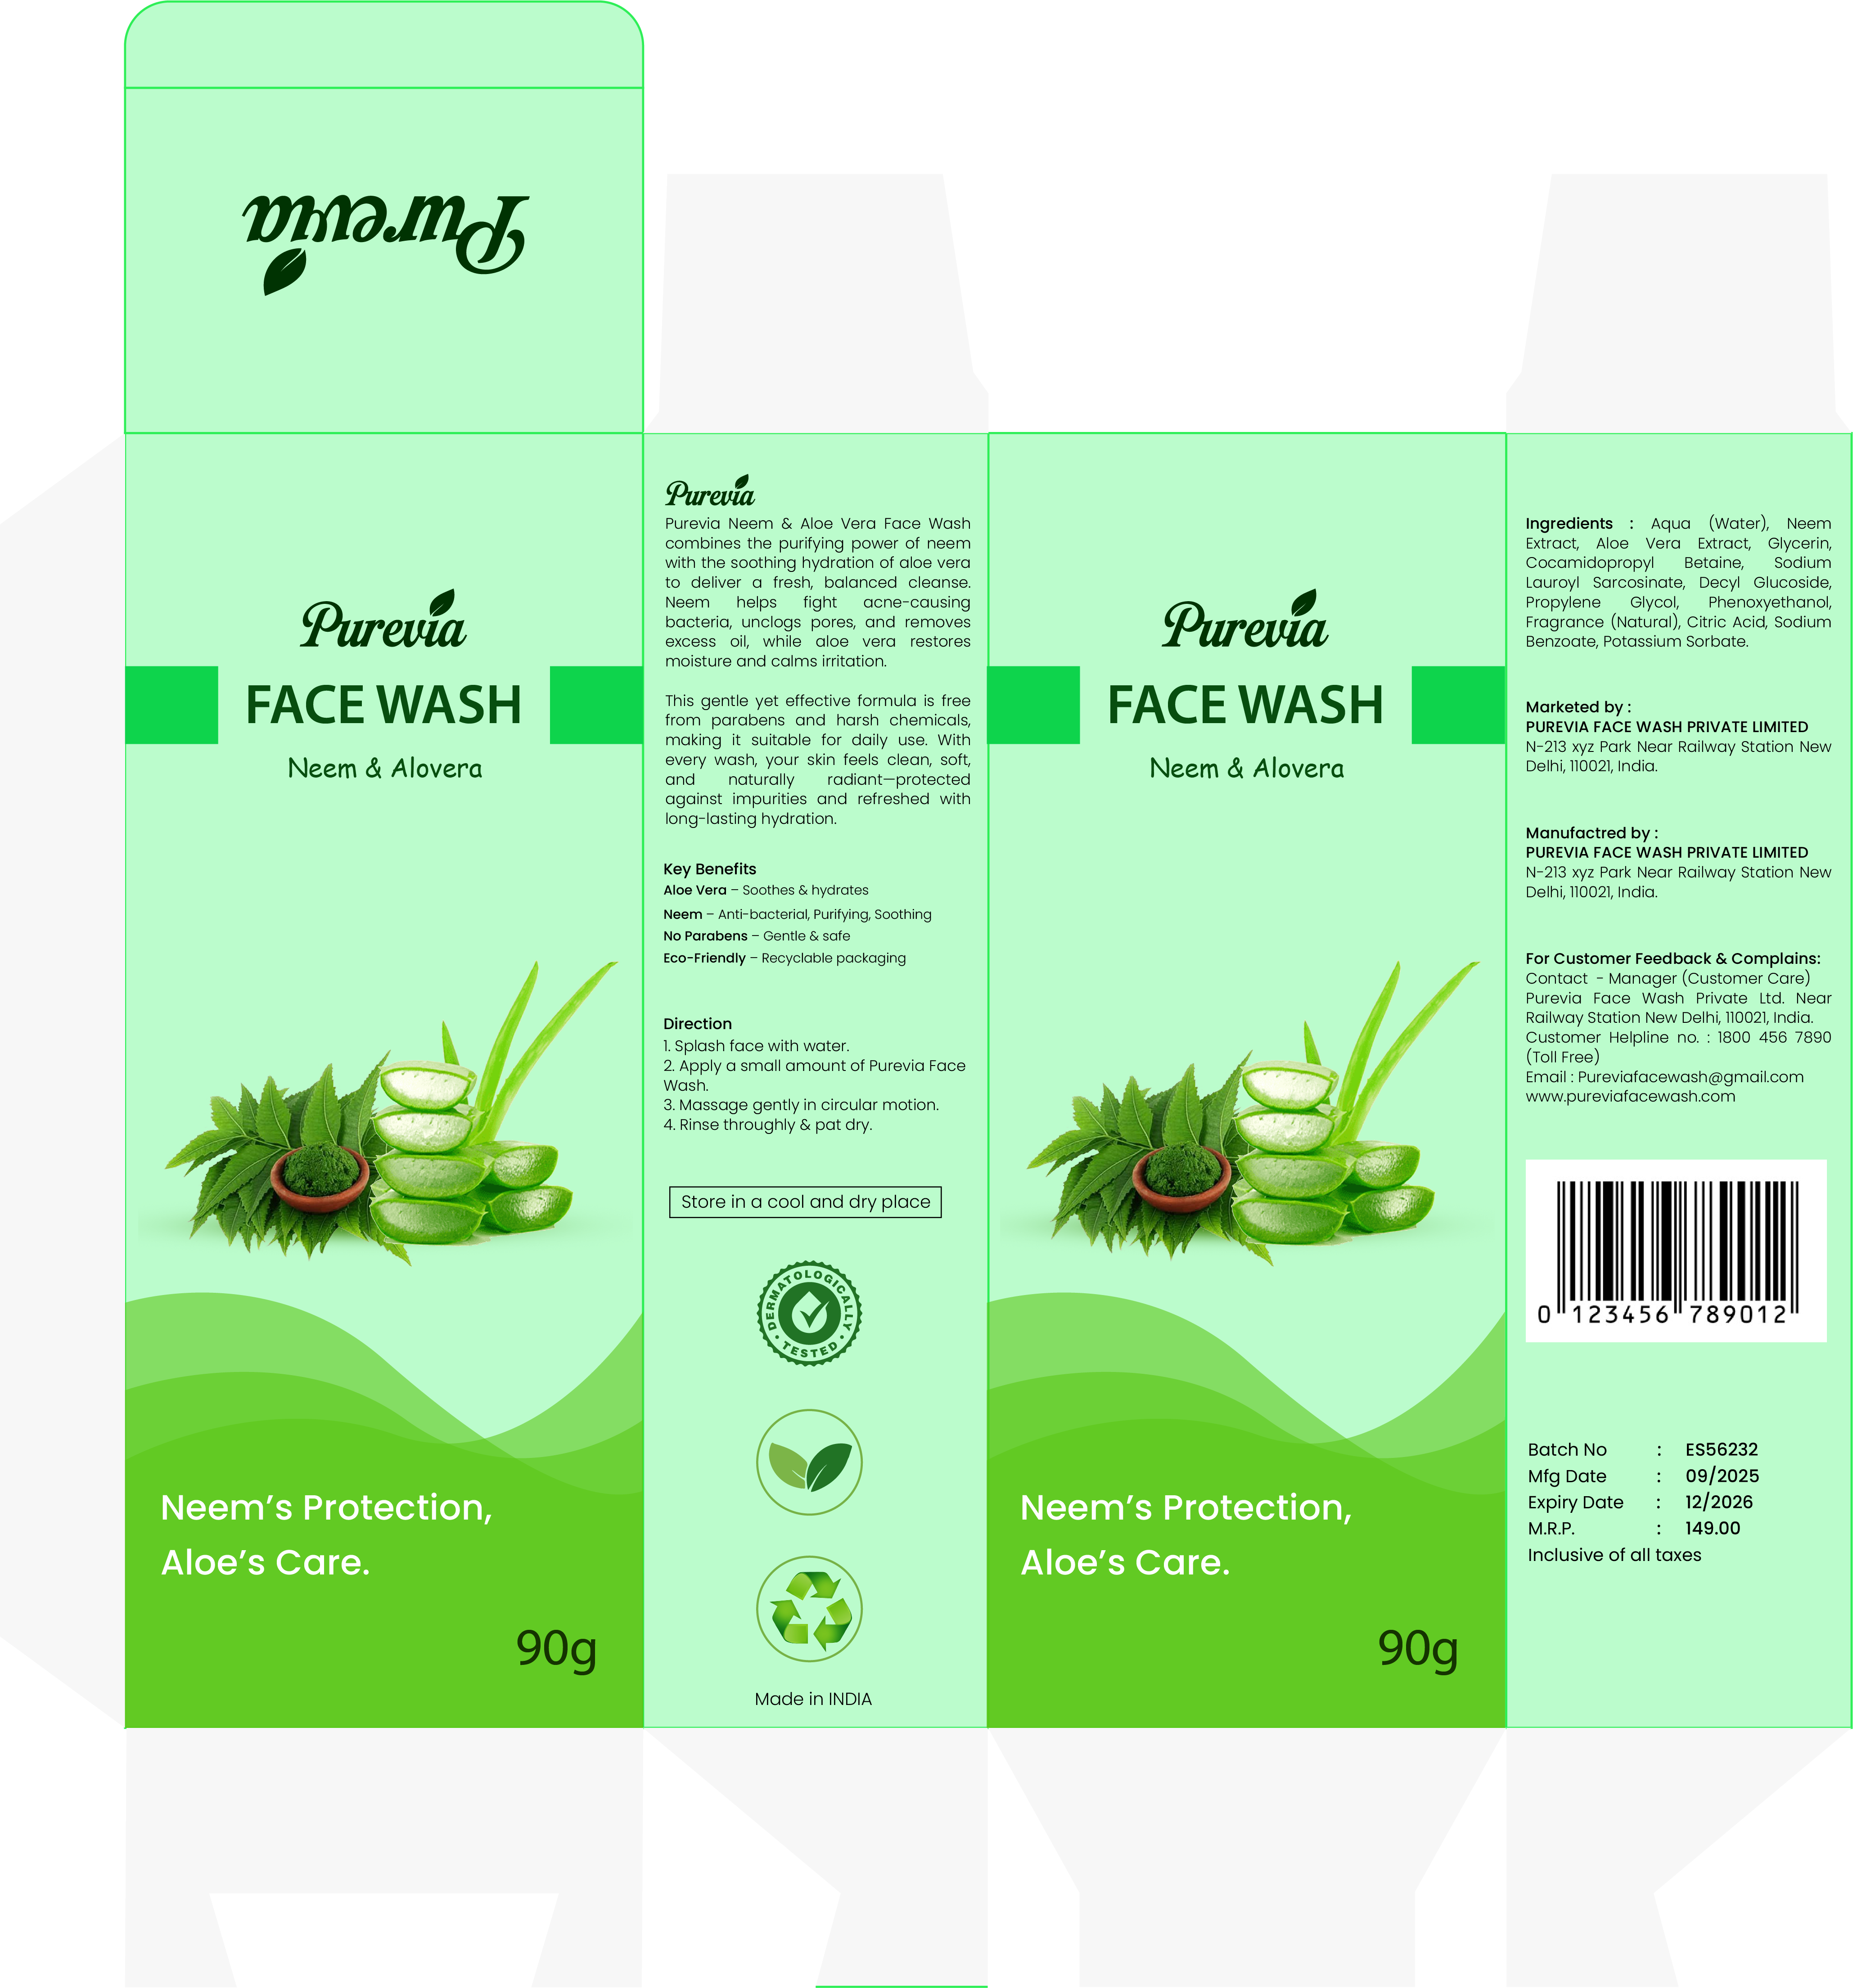 Purevia
Purevia
FACE WASH
Neem & Alovera
Neem's Protection,
Aloe's Care.
90g
Purevia
Purevia Neem & Aloe Vera Face Wash
combines the purifying power of neem
with the soothing hydration of aloe vera
to deliver a fresh, balanced cleanse.
Neem helps fight acne-causing
bacteria, unclogs pores, and removes
excess oil, while aloe vera restores
moisture and calms irritation.
This gentle yet effective formula is free
from parabens and harsh chemicals,
making it suitable for daily use. With
every wash, your skin feels clean, soft,
and naturally radiant—protected
against impurities and refreshed with
long-lasting hydration.
Key Benefits
Aloe Vera – Soothes & hydrates
Neem – Anti-bacterial, Purifying, Soothing
No Parabens – Gentle & safe
Eco-Friendly – Recyclable packaging
Direction
1. Splash face with water.
2. Apply a small amount of Purevia Face
Wash.
3. Massage gently in circular motion.
4. Rinse throughly & pat dry.
Store in a cool and dry place
DERMATOLOGICALLY
• TESTED •
Made in INDIA
Purevia
FACE WASH
Neem & Alovera
Neem's Protection,
Aloe's Care.
90g
Ingredients : Aqua (Water), Neem
Extract, Aloe Vera Extract, Glycerin,
Cocamidopropyl Betaine, Sodium
Lauroyl Sarcosinate, Decyl Glucoside,
Propylene Glycol, Phenoxyethanol,
Fragrance (Natural), Citric Acid, Sodium
Benzoate, Potassium Sorbate.
Marketed by :
PUREVIA FACE WASH PRIVATE LIMITED
N-213 xyz Park Near Railway Station New
Delhi, 110021, India.
Manufactred by :
PUREVIA FACE WASH PRIVATE LIMITED
N-213 xyz Park Near Railway Station New
Delhi, 110021, India.
For Customer Feedback & Complains:
Contact - Manager (Customer Care)
Purevia Face Wash Private Ltd. Near
Railway Station New Delhi, 110021, India.
Customer Helpline no. : 1800 456 7890
(Toll Free)
Email : Pureviafacewash@gmail.com
www.pureviafacewash.com
0 123456 789012
Batch No : ES56232
Mfg Date : 09/2025
Expiry Date : 12/2026
M.R.P. : 149.00
Inclusive of all taxes